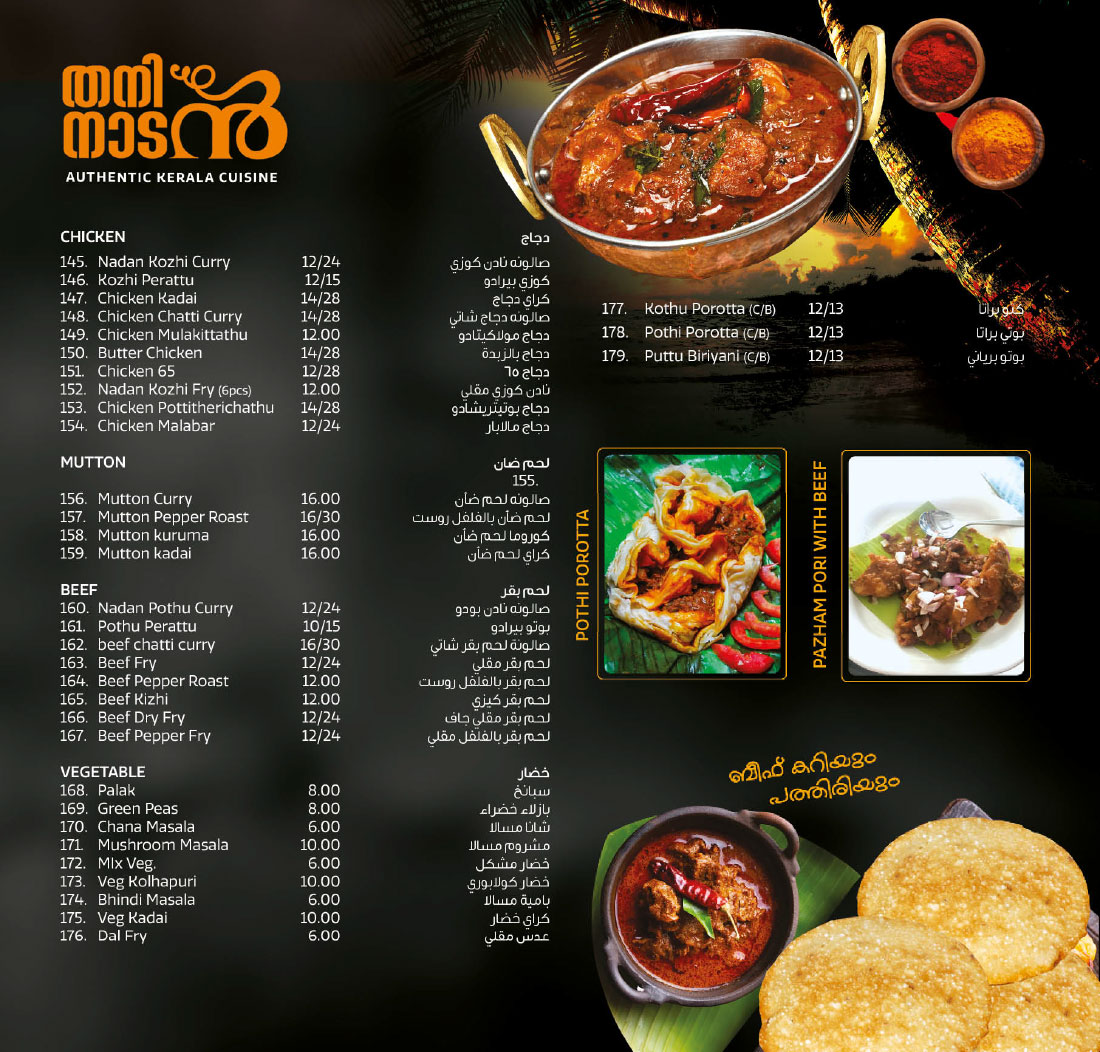 തനി
നാടൻ
AUTHENTIC KERALA CUISINE
CHICKEN دجاج
145. Nadan Kozhi Curry 12/24 صالونه نادن كوزي
146. Kozhi Perattu 12/15 كوزي بيرادو
147. Chicken Kadai 14/28 كراي دجاج
148. Chicken Chatti Curry 14/28 صالونه دجاج شاتي
149. Chicken Mulakittathu 12.00 دجاج مولاكيتادو
150. Butter Chicken 14/28 دجاج بالزبدة
151. Chicken 65 12/28 دجاج ٦٥
152. Nadan Kozhi Fry (6pcs) 12.00 نادن كوزي مقلي
153. Chicken Pottitherichathu 14/28 دجاج بوتيتريشادو
154. Chicken Malabar 12/24 دجاج مالابار
MUTTON لحم ضان
155.
156. Mutton Curry 16.00 صالونه لحم ضأن
157. Mutton Pepper Roast 16/30 لحم ضأن بالفلفل روست
158. Mutton kuruma 16.00 كوروما لحم ضأن
159. Mutton kadai 16.00 كراي لحم ضأن
BEEF لحم بقر
160. Nadan Pothu Curry 12/24 صالونه نادن بودو
161. Pothu Perattu 10/15 بوتو بيرادو
162. beef chatti curry 16/30 صالونة لحم بقر شاتي
163. Beef Fry 12/24 لحم بقر مقلي
164. Beef Pepper Roast 12.00 لحم بقر بالفلفل روست
165. Beef Kizhi 12.00 لحم بقر كيزي
166. Beef Dry Fry 12/24 لحم بقر مقلي جاف
167. Beef Pepper Fry 12/24 لحم بقر بالفلفل مقلي
VEGETABLE خضار
168. Palak 8.00 سبانخ
169. Green Peas 8.00 بازلاء خضراء
170. Chana Masala 6.00 شانا مسالا
171. Mushroom Masala 10.00 مشروم مسالا
172. MIx Veg. 6.00 خضار مشكل
173. Veg Kolhapuri 10.00 خضار كولابوري
174. Bhindi Masala 6.00 بامية مسالا
175. Veg Kadai 10.00 كراي خضار
176. Dal Fry 6.00 عدس مقلي
177. Kothu Porotta (C/B) 12/13 براتا
178. Pothi Porotta (C/B) 12/13 بوتي براتا
179. Puttu Biriyani (C/B) 12/13 بوتو برياني
POTHI POROTTA
PAZHAM PORI WITH BEEF
ബീഫ് കറിയും
പത്തിരിയും